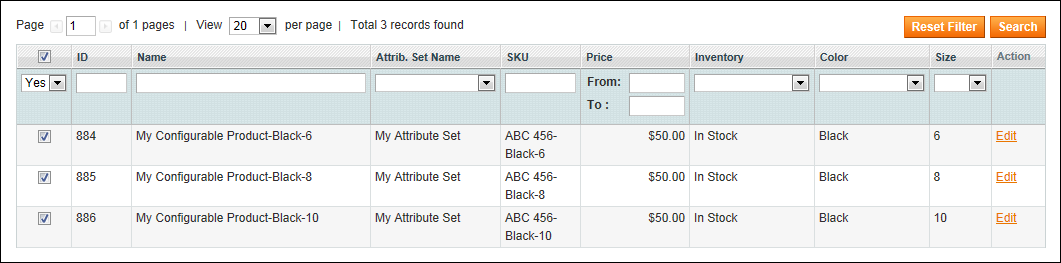 Page 1 of 1 pages | View 20 per page | Total 3 records found
Reset Filter Search
ID Name Attrib. Set Name SKU Price Inventory Color Size Action
Yes From:
To :
884 My Configurable Product-Black-6 My Attribute Set ABC 456-Black-6 $50.00 In Stock Black 6 Edit
885 My Configurable Product-Black-8 My Attribute Set ABC 456-Black-8 $50.00 In Stock Black 8 Edit
886 My Configurable Product-Black-10 My Attribute Set ABC 456-Black-10 $50.00 In Stock Black 10 Edit